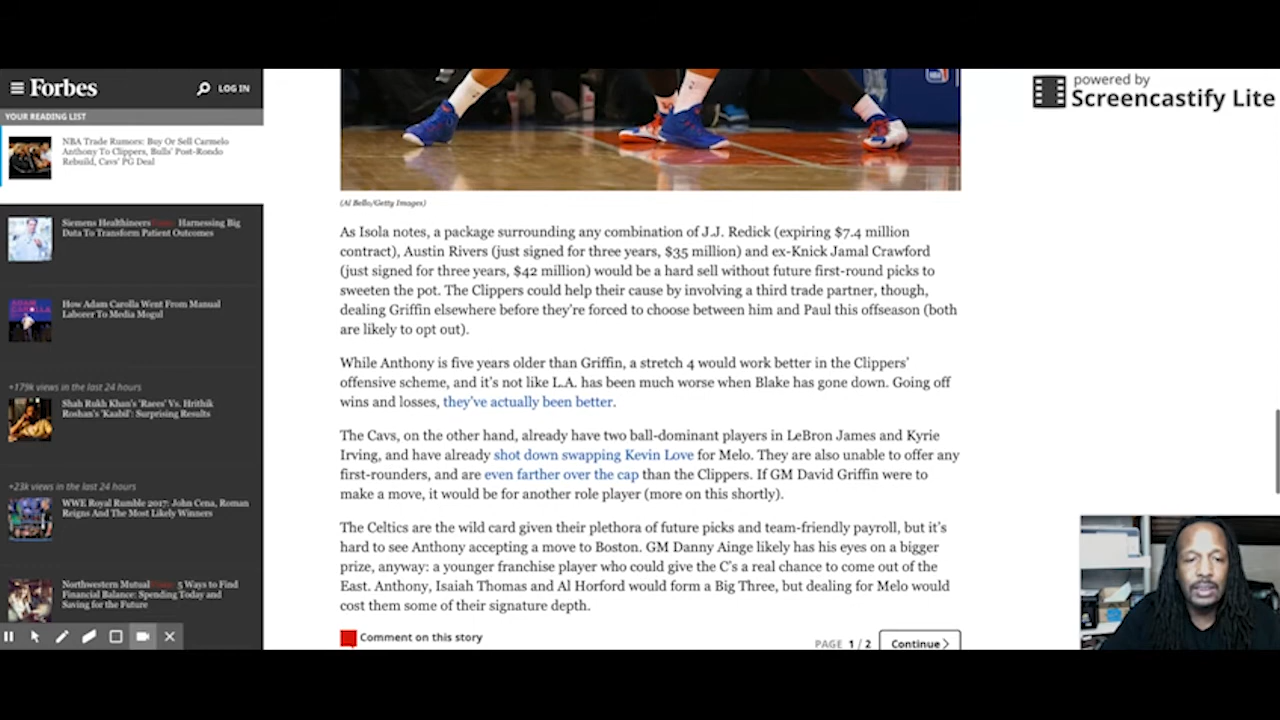 Forbes
LOG IN
YOUR READING LIST
NBA Trade Rumors: Buy Or Sell Carmelo
Anthony To Clippers, Bulls' Post-Rondo
Rebuild, Cavs' PG Deal
Siemens Healthineers Harnessing Big
Data To Transform Patient Outcomes
ADAM
How Adam Carolla Went From Manual
Laborer To Media Mogul
+179k views in the last 24 hours
Shah Rukh Khan's 'Raees' Vs. Hrithik
Roshan's 'Kaabil': Surprising Results
+23k views in the last 24 hours
WWE Royal Rumble 2017: John Cena, Roman
Reigns And The Most Likely Winners
Northwestern Mutual 5 Ways to Find
Financial Balance: Spending Today and
Saving for the Future
NBA
(Al Bello/Getty Images)
As Isola notes, a package surrounding any combination of J.J. Redick (expiring $7.4 million
contract), Austin Rivers (just signed for three years, $35 million) and ex-Knick Jamal Crawford
(just signed for three years, $42 million) would be a hard sell without future first-round picks to
sweeten the pot. The Clippers could help their cause by involving a third trade partner, though,
dealing Griffin elsewhere before they're forced to choose between him and Paul this offseason (both
are likely to opt out).
While Anthony is five years older than Griffin, a stretch 4 would work better in the Clippers'
offensive scheme, and it's not like L.A. has been much worse when Blake has gone down. Going off
wins and losses, they've actually been better.
The Cavs, on the other hand, already have two ball-dominant players in LeBron James and Kyrie
Irving, and have already shot down swapping Kevin Love for Melo. They are also unable to offer any
first-rounders, and are even farther over the cap than the Clippers. If GM David Griffin were to
make a move, it would be for another role player (more on this shortly).
The Celtics are the wild card given their plethora of future picks and team-friendly payroll, but it's
hard to see Anthony accepting a move to Boston. GM Danny Ainge likely has his eyes on a bigger
prize, anyway: a younger franchise player who could give the C's a real chance to come out of the
East. Anthony, Isaiah Thomas and Al Horford would form a Big Three, but dealing for Melo would
cost them some of their signature depth.
Comment on this story
PAGE 1 / 2
Continue
powered by
Screencastify Lite